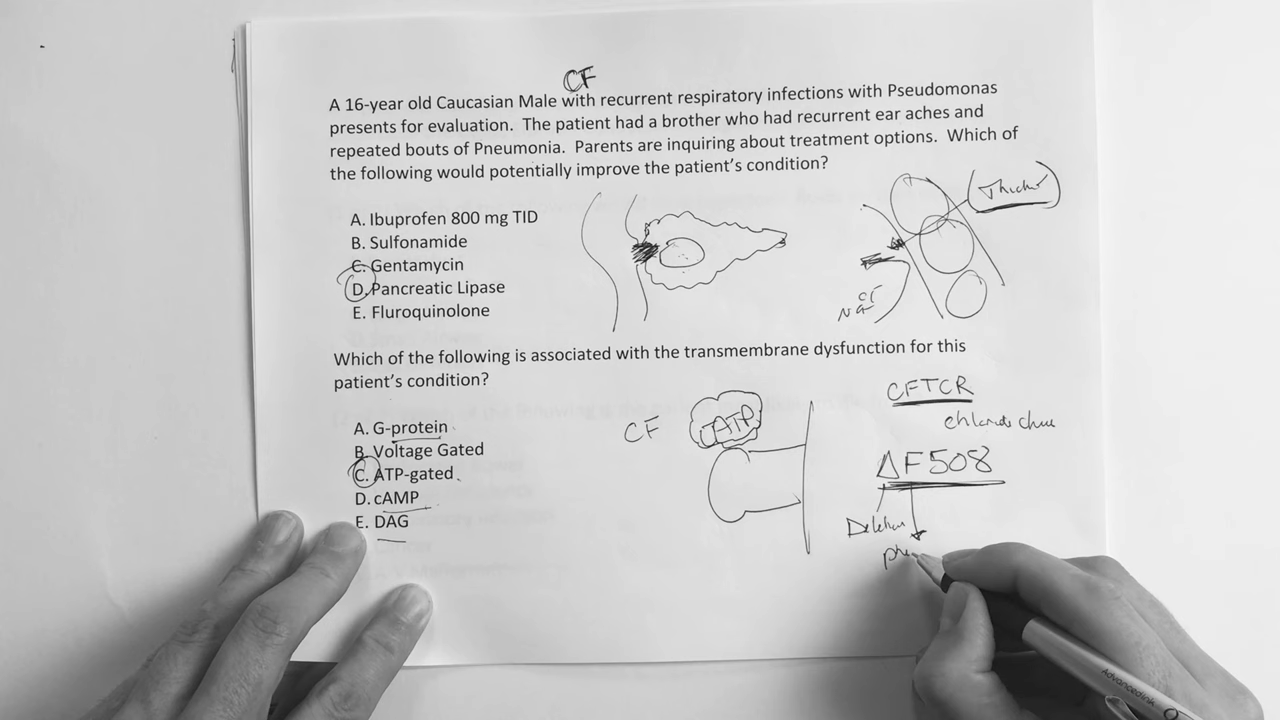 CF
A 16-year old Caucasian Male with recurrent respiratory infections with Pseudomonas
presents for evaluation. The patient had a brother who had recurrent ear aches and
repeated bouts of Pneumonia. Parents are inquiring about treatment options. Which of
the following would potentially improve the patient's condition?
A. Ibuprofen 800 mg TID
B. Sulfonamide
C. Gentamycin
D. Pancreatic Lipase
E. Fluroquinolone
Thicker
Cl⁻
Na⁺
Which of the following is associated with the transmembrane dysfunction for this
patient's condition?
A. G-protein
B. Voltage Gated
C. ATP-gated
D. cAMP
E. DAG
CF
ATP
CFTCR
ΔF508
Deletion
Advancedink